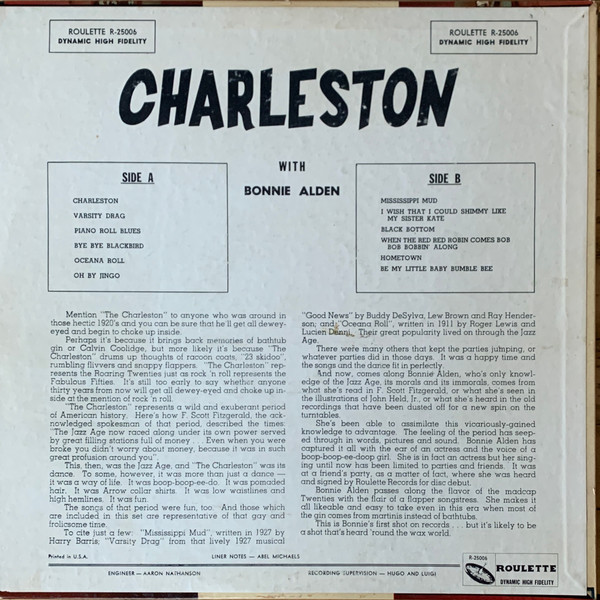 ROULETTE R-25006
DYNAMIC HIGH FIDELITY
ROULETTE R-25006
DYNAMIC HIGH FIDELITY
CHARLESTON
WITH
BONNIE ALDEN
SIDE A
CHARLESTON
VARSITY DRAG
PIANO ROLL BLUES
BYE BYE BLACKBIRD
OCEANA ROLL
OH BY JINGO
SIDE B
MISSISSIPPI MUD
I WISH THAT I COULD SHIMMY LIKE
MY SISTER KATE
BLACK BOTTOM
WHEN THE RED RED ROBIN COMES BOB
BOB BOBBIN' ALONG
HOMETOWN
BE MY LITTLE BABY BUMBLE BEE
Mention "The Charleston" to anyone who was around in
those hectic 1920's and you can be sure that he'll get all dewey-
eyed and begin to choke up inside.
Perhaps it's because it brings back memories of bathtub
gin or Calvin Coolidge, but more likely it's because "The
Charleston" drums up thoughts of racoon coats, "23 skidoo",
rumbling flivvers and snappy flappers. "The Charleston" rep-
resents the Roaring Twenties just as rock 'n roll represents the
Fabulous Fifties. It's still too early to say whether anyone
thirty years from now will get all dewey-eyed and choke up in-
side at the mention of rock 'n roll.
"The Charleston" represents a wild and exuberant period
of American history. Here's how F. Scott Fitzgerald, the ack-
nowledged spokesman of that period, described the times:
"The Jazz Age now raced along under its own power served
by great filling stations full of money . . . Even when you were
broke you didn't worry about money, because it was in such
great profusion around you".
This, then, was the Jazz Age, and "The Charleston" was its
dance. To some, however, it was more than just a dance —
it was a way of life. It was boop-boop-ee-do. It was pomaded
hair. It was Arrow collar shirts. It was low waistlines and
high hemlines. It was fun.
The songs of that period were fun, too. And those which
are included in this set are representative of that gay and
frolicsome time.
To cite just a few: "Mississippi Mud", written in 1927 by
Harry Barris; "Varsity Drag" from that lively 1927 musical
"Good News" by Buddy DeSylva, Lew Brown and Ray Hender-
son; and "Oceana Roll", written in 1911 by Roger Lewis and
Lucien Denni. Their great popularity lived on through the Jazz
Age.
There were many others that kept the parties jumping, or
whatever parties did in those days. It was a happy time and
the songs and the dance fit in perfectly.
And now, comes along Bonnie Alden, who's only know-
ledge of the Jazz Age, its morals and its immorals, comes from
what she's read in F. Scott Fitzgerald, or what she's seen in
the illustrations of John Held, Jr., or what she's heard in the old
recordings that have been dusted off for a new spin on the
turntables.
She's been able to assimilate this vicariously-gained
knowledge to advantage. The feeling of the period has seep-
ed through in words, pictures and sound. Bonnie Alden has
captured it all with the ear of an actress and the voice of a
boop-boop-ee-doop girl. She is in fact an actress but her sing-
ing until now has been limited to parties and friends. It was
at a friend's party, as a matter of fact, where she was heard
and signed by Roulette Records for disc debut.
Bonnie Alden passes along the flavor of the madcap
Twenties with the flair of a flapper songstress. She makes it
all likeable and easy to take even in this era when most of
the gin comes from martinis instead of bathtubs.
This is Bonnie's first shot on records . . . but it's likely to be
a shot that's heard 'round the wax world.
Printed in U.S.A.
LINER NOTES — ABEL MICHAELS
ENGINEER — AARON NATHANSON
RECORDING SUPERVISION — HUGO AND LUIGI
R-25006
ROULETTE
DYNAMIC HIGH FIDELITY